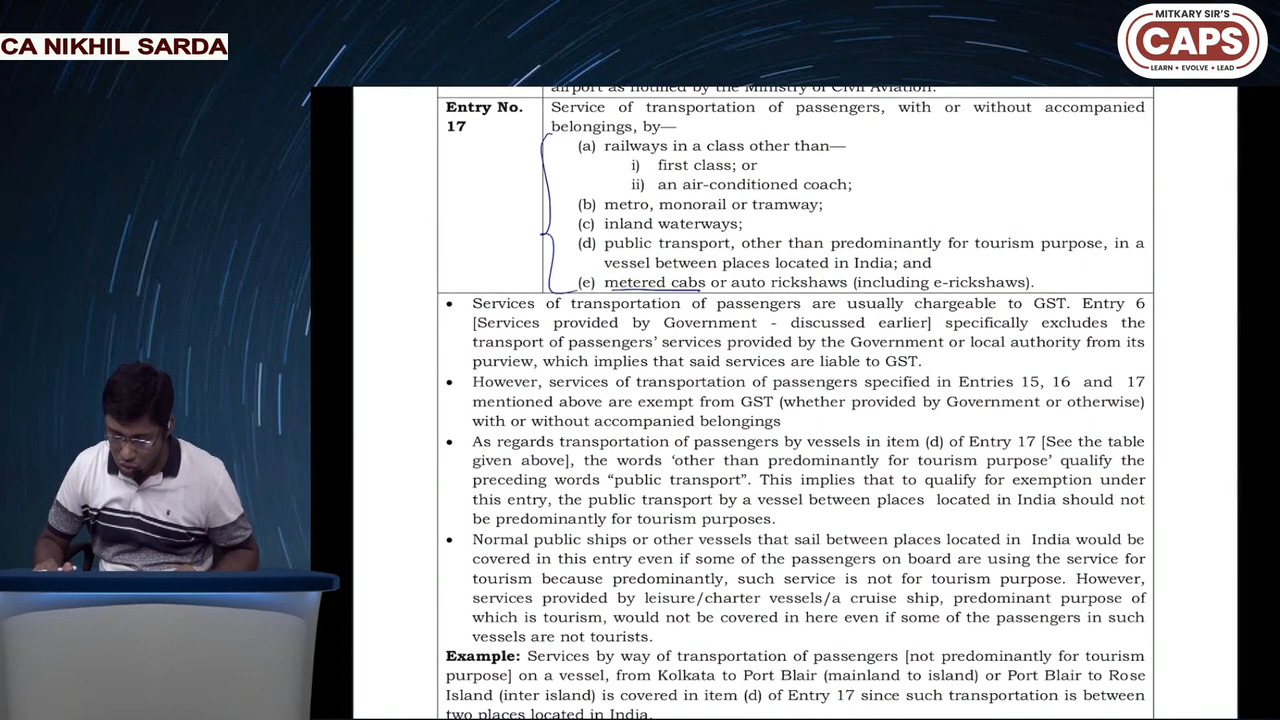 CA NIKHIL SARDA
MITKARY SIR'S
CAPS
LEARN • EVOLVE • LEAD
airport as notified by the Ministry of Civil Aviation.
Entry No. 17
Service of transportation of passengers, with or without accompanied
belongings, by—
(a) railways in a class other than—
i) first class; or
ii) an air-conditioned coach;
(b) metro, monorail or tramway;
(c) inland waterways;
(d) public transport, other than predominantly for tourism purpose, in a
vessel between places located in India; and
(e) metered cabs or auto rickshaws (including e-rickshaws).
• Services of transportation of passengers are usually chargeable to GST. Entry 6
[Services provided by Government - discussed earlier] specifically excludes the
transport of passengers' services provided by the Government or local authority from its
purview, which implies that said services are liable to GST.
• However, services of transportation of passengers specified in Entries 15, 16 and 17
mentioned above are exempt from GST (whether provided by Government or otherwise)
with or without accompanied belongings
• As regards transportation of passengers by vessels in item (d) of Entry 17 [See the table
given above], the words 'other than predominantly for tourism purpose' qualify the
preceding words "public transport". This implies that to qualify for exemption under
this entry, the public transport by a vessel between places located in India should not
be predominantly for tourism purposes.
• Normal public ships or other vessels that sail between places located in India would be
covered in this entry even if some of the passengers on board are using the service for
tourism because predominantly, such service is not for tourism purpose. However,
services provided by leisure/charter vessels/a cruise ship, predominant purpose of
which is tourism, would not be covered in here even if some of the passengers in such
vessels are not tourists.
Example: Services by way of transportation of passengers [not predominantly for tourism
purpose] on a vessel, from Kolkata to Port Blair (mainland to island) or Port Blair to Rose
Island (inter island) is covered in item (d) of Entry 17 since such transportation is between
two places located in India.